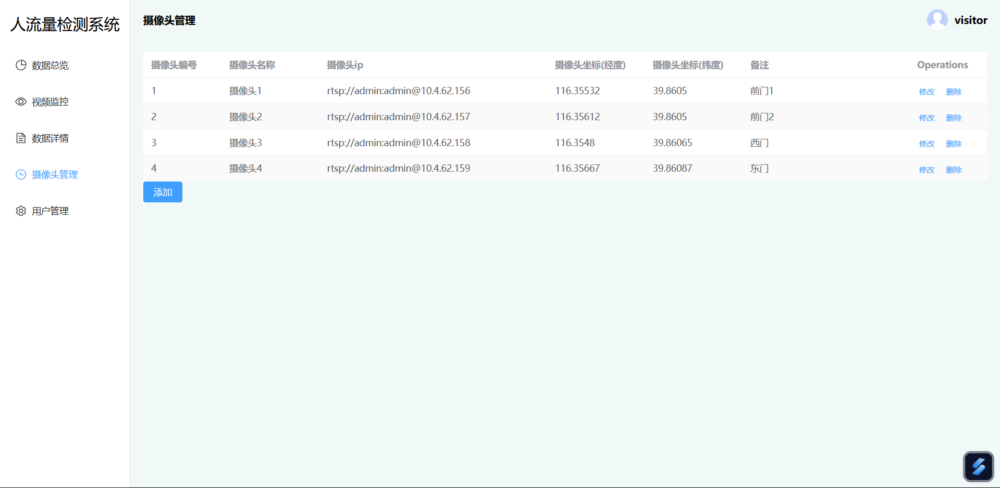 人流量检测系统
数据总览
视频监控
数据详情
摄像头管理
用户管理
摄像头管理
visitor
摄像头编号 摄像头名称 摄像头ip 摄像头坐标(经度) 摄像头坐标(纬度) 备注 Operations
1 摄像头1 rtsp://admin:admin@10.4.62.156 116.35532 39.8605 前门1 修改 删除
2 摄像头2 rtsp://admin:admin@10.4.62.157 116.35612 39.8605 前门2 修改 删除
3 摄像头3 rtsp://admin:admin@10.4.62.158 116.3548 39.86065 西门 修改 删除
4 摄像头4 rtsp://admin:admin@10.4.62.159 116.35667 39.86087 东门 修改 删除
添加